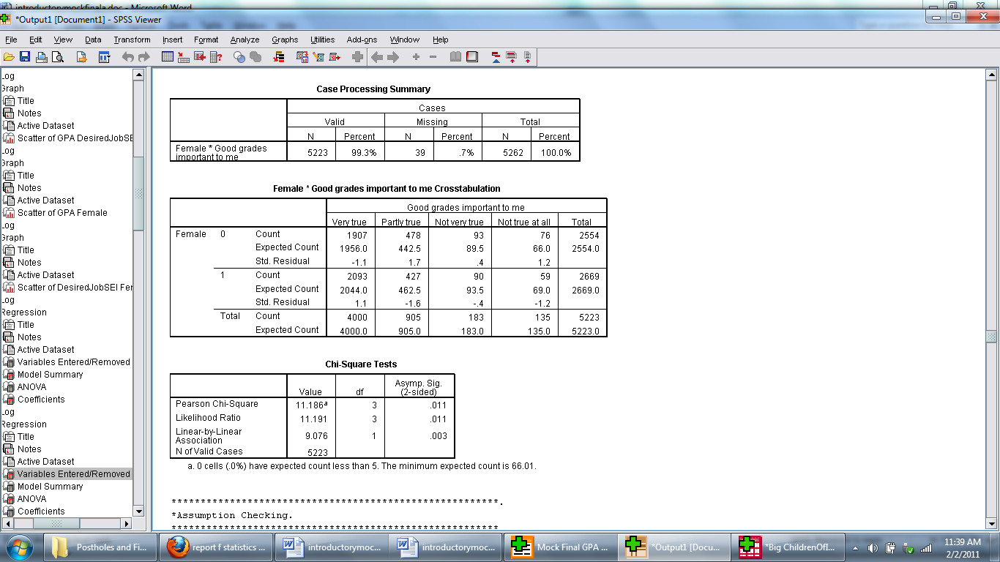 introductorymockfinala.doc - Microsoft Word
*Output1 [Document1] - SPSS Viewer
File Edit View Data Transform Insert Format Analyze Graphs Utilities Add-ons Window Help
Log
Graph
Title
Notes
Active Dataset
Scatter of GPA DesiredJobSE
Log
Graph
Title
Notes
Active Dataset
Scatter of GPA Female
Log
Graph
Title
Notes
Active Dataset
Scatter of DesiredJobSEI Fer
Log
Regression
Title
Notes
Active Dataset
Variables Entered/Removed
Model Summary
ANOVA
Coefficients
Log
Regression
Title
Notes
Active Dataset
Variables Entered/Removed
Model Summary
ANOVA
Coefficients
Case Processing Summary
Cases
Valid Missing Total
N Percent N Percent N Percent
Female * Good grades important to me 5223 99.3% 39 .7% 5262 100.0%
Female * Good grades important to me Crosstabulation
Good grades important to me
Very true Partly true Not very true Not true at all Total
Female 0 Count 1907 478 93 76 2554
Expected Count 1956.0 442.5 89.5 66.0 2554.0
Std. Residual -1.1 1.7 .4 1.2
1 Count 2093 427 90 59 2669
Expected Count 2044.0 462.5 93.5 69.0 2669.0
Std. Residual 1.1 -1.6 -.4 -1.2
Total Count 4000 905 183 135 5223
Expected Count 4000.0 905.0 183.0 135.0 5223.0
Chi-Square Tests
Value df Asymp. Sig. (2-sided)
Pearson Chi-Square 11.186a 3 .011
Likelihood Ratio 11.191 3 .011
Linear-by-Linear Association 9.076 1 .003
N of Valid Cases 5223
a. 0 cells (.0%) have expected count less than 5. The minimum expected count is 66.01.
********************************************************.
*Assumption Checking.
********************************************************
Postholes and Fi... report f statistics ... introductorymoc... introductorymoc... Mock Final GPA ... *Output1 [Docu... *Big ChildrenOfI...
11:39 AM
2/2/2011